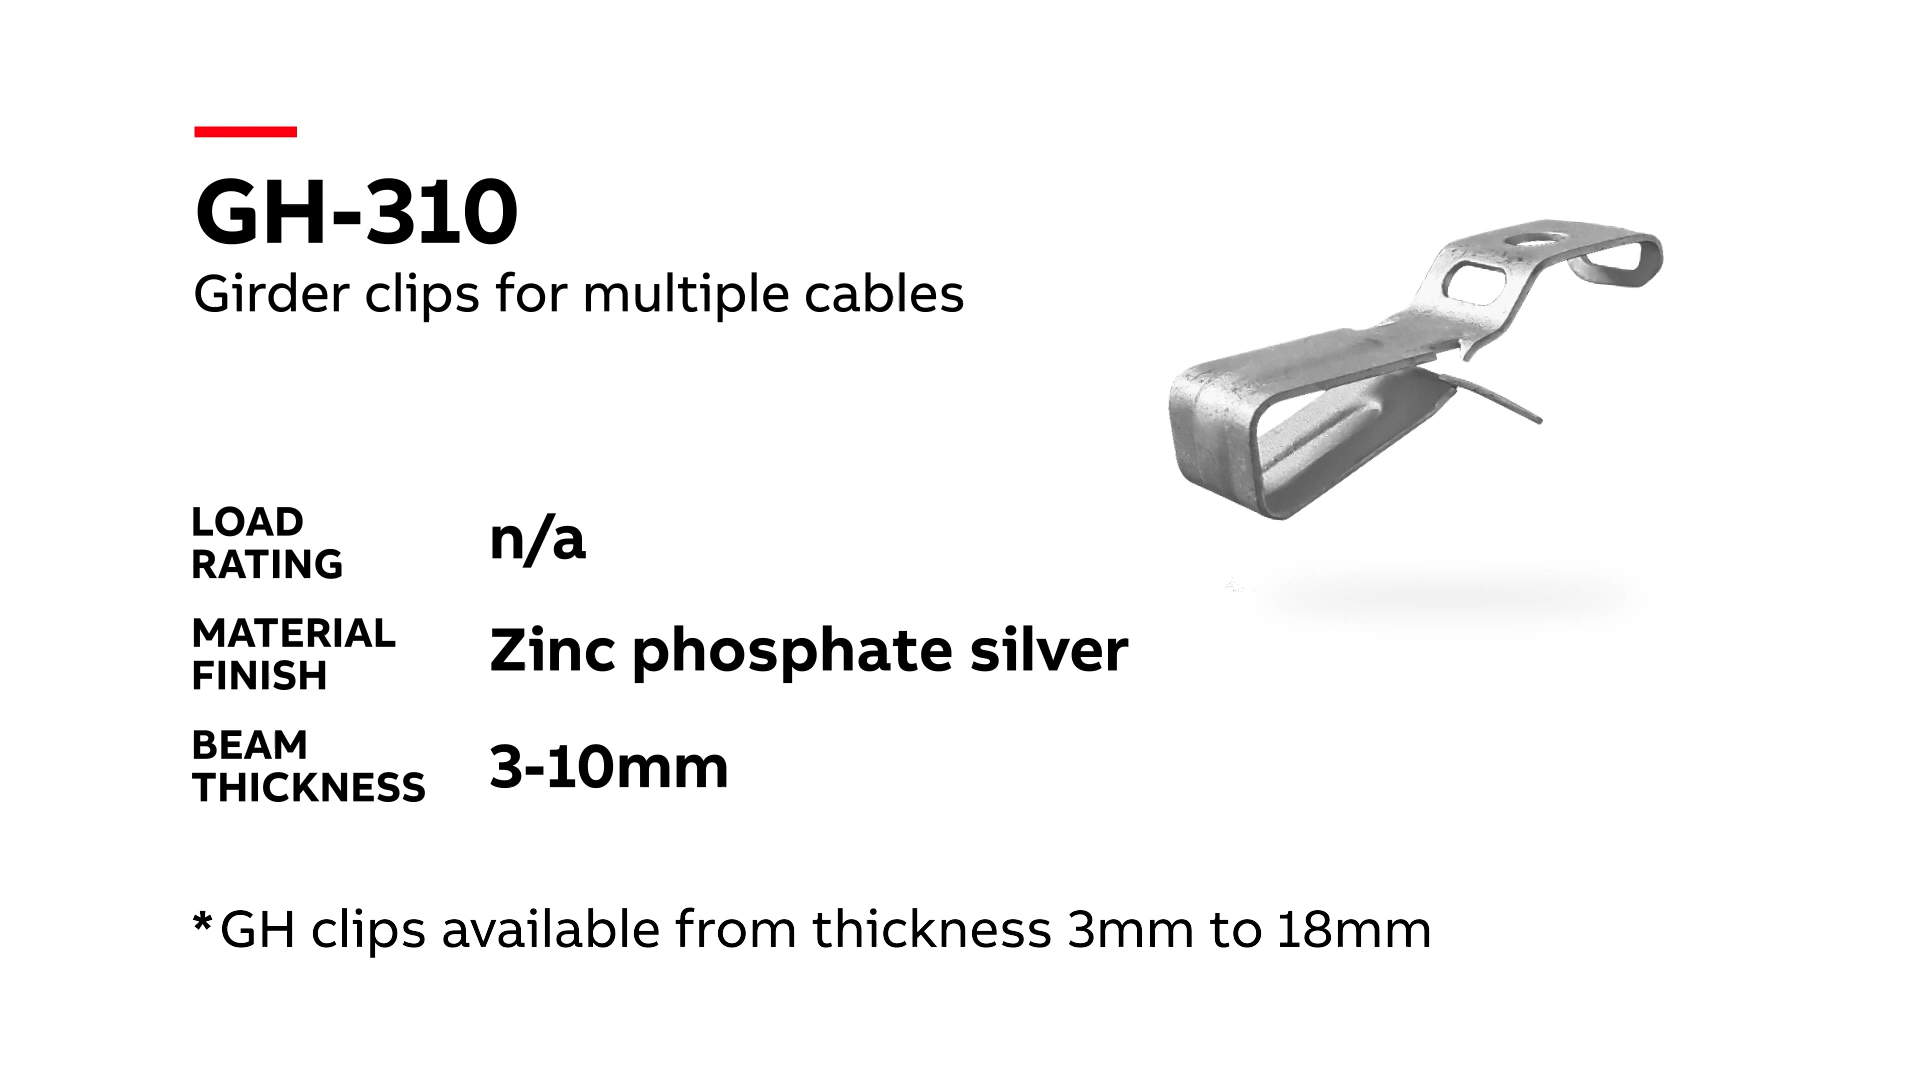 GH-310
Girder clips for multiple cables
LOAD
RATING
n/a
MATERIAL
FINISH
Zinc phosphate silver
BEAM
THICKNESS
3-10mm
*GH clips available from thickness 3mm to 18mm